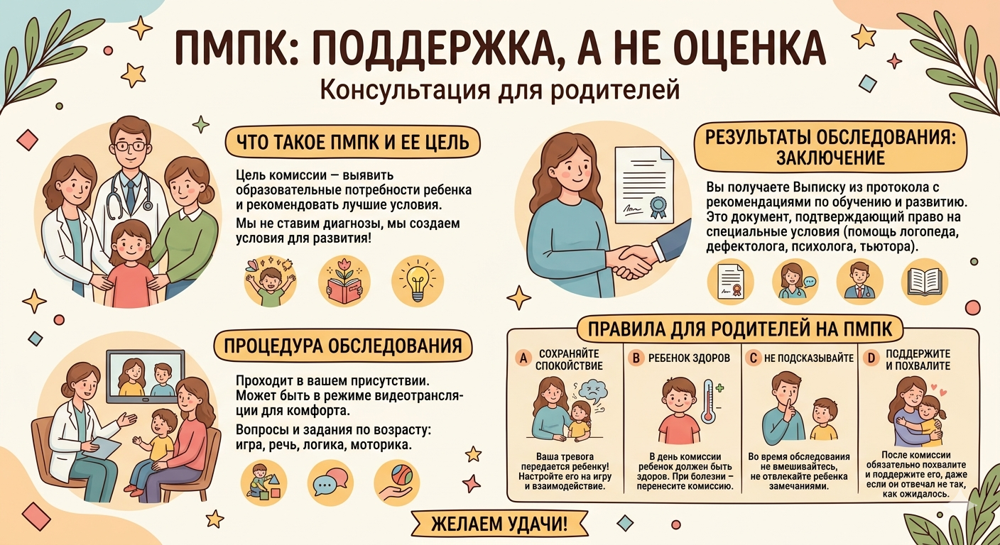 ПМПК: ПОДДЕРЖКА, А НЕ ОЦЕНКА
Консультация для родителей
ЧТО ТАКОЕ ПМПК И ЕЕ ЦЕЛЬ
Цель комиссии – выявить
образовательные потребности ребенка
и рекомендовать лучшие условия.
Мы не ставим диагнозы, мы создаем
условия для развития!
ПРОЦЕДУРА ОБСЛЕДОВАНИЯ
Проходит в вашем присутствии.
Может быть в режиме видеотрансля-
ции для комфорта.
Вопросы и задания по возрасту:
игра, речь, логика, моторика.
РЕЗУЛЬТАТЫ ОБСЛЕДОВАНИЯ:
ЗАКЛЮЧЕНИЕ
Вы получаете Выписку из протокола с
рекомендациями по обучению и развитию.
Это документ, подтверждающий право на
специальные условия (помощь логопеда,
дефектолога, психолога, тьютора).
ПРАВИЛА ДЛЯ РОДИТЕЛЕЙ НА ПМПК
A СОХРАНЯЙТЕ
СПОКОЙСТВИЕ
Ваша тревога
передается ребенку!
Настройте его на игру
и взаимодействие.
B РЕБЕНОК ЗДОРОВ
В день комиссии
ребенок должен быть
здоров. При болезни –
перенесите комиссию.
C НЕ ПОДСКАЗЫВАЙТЕ
Во время обследования
не вмешивайтесь,
не отвлекайте ребенка
замечаниями.
D ПОДДЕРЖИТЕ
И ПОХВАЛИТЕ
После комиссии
обязательно похвалите
и поддержите его, даже
если он отвечал не так,
как ожидалось.
ЖЕЛАЕМ УДАЧИ!